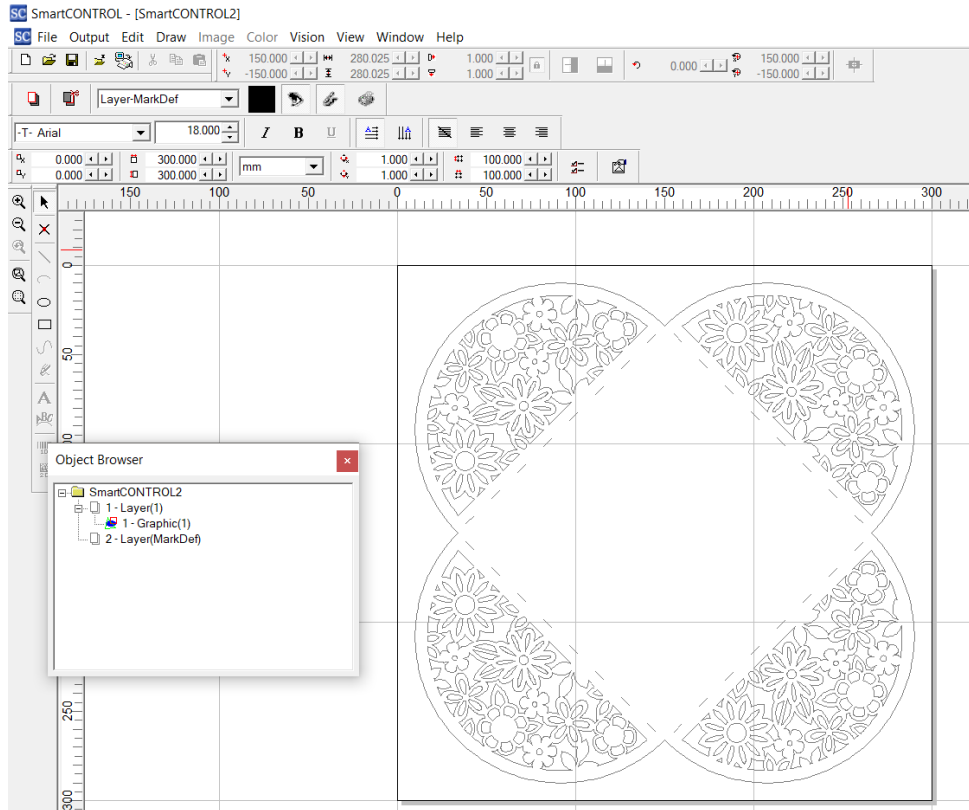 SC SmartCONTROL - [SmartCONTROL2]
SC File Output Edit Draw Image Color Vision View Window Help
150.000 280.025 1.000 0.000 150.000
-150.000 280.025 1.000 -150.000
Layer-MarkDef
-T- Arial 18.000 I B U
0.000 300.000 mm 1.000 100.000
0.000 300.000 1.000 100.000
150 100 50 0 50 100 150 200 250 300
0
50
A
ABC
Object Browser
SmartCONTROL2
1 - Layer(1)
1 - Graphic(1)
2 - Layer(MarkDef)
250
300